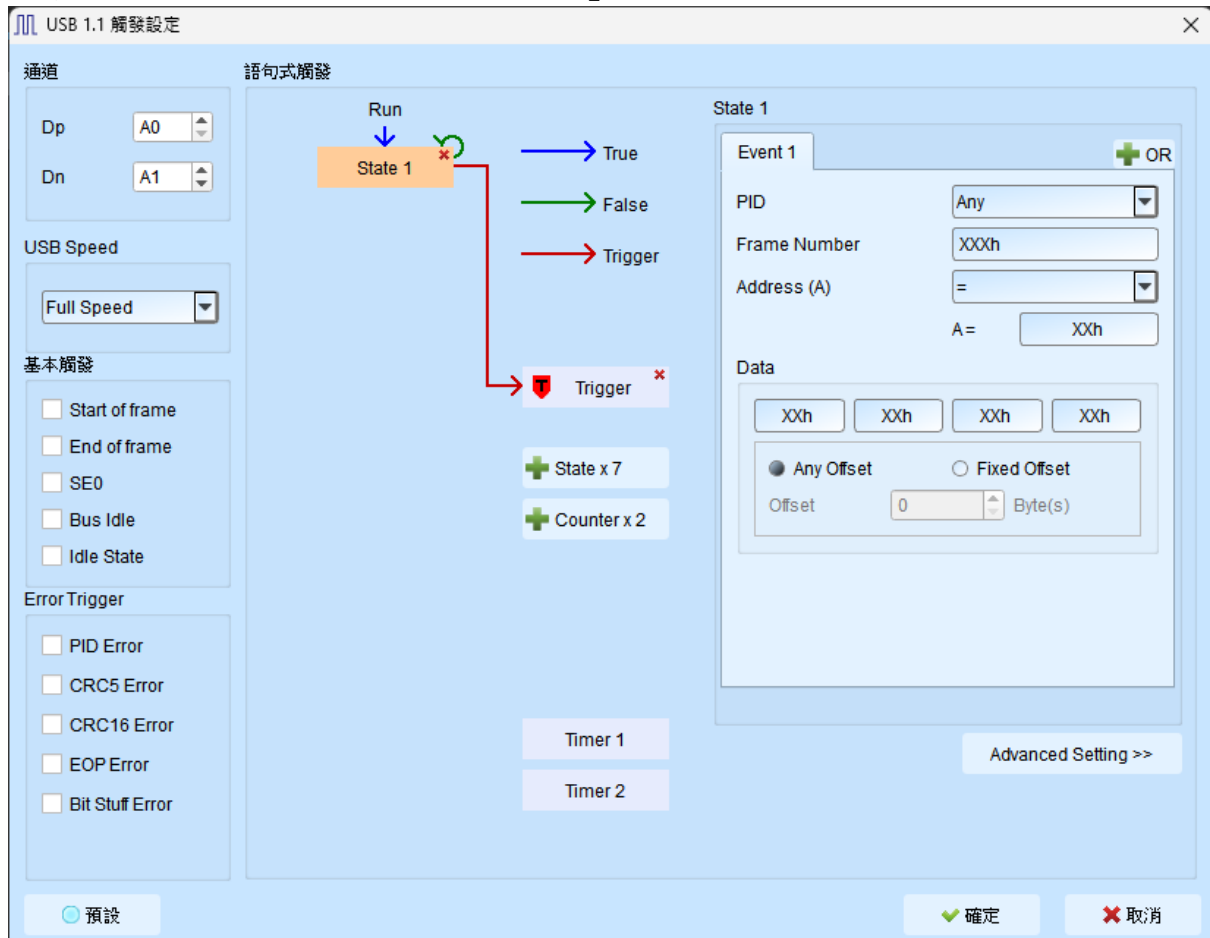 USB 1.1 觸發設定
通道
Dp A0
Dn A1
USB Speed
Full Speed
基本觸發
Start of frame
End of frame
SE0
Bus Idle
Idle State
Error Trigger
PID Error
CRC5 Error
CRC16 Error
EOP Error
Bit Stuff Error
語句式觸發
Run
State 1
True
False
Trigger
T Trigger
State x 7
Counter x 2
Timer 1
Timer 2
State 1
Event 1 OR
PID Any
Frame Number XXXh
Address (A) =
A = XXh
Data
XXh XXh XXh XXh
Any Offset Fixed Offset
Offset 0 Byte(s)
Advanced Setting >>
預設 確定 取消